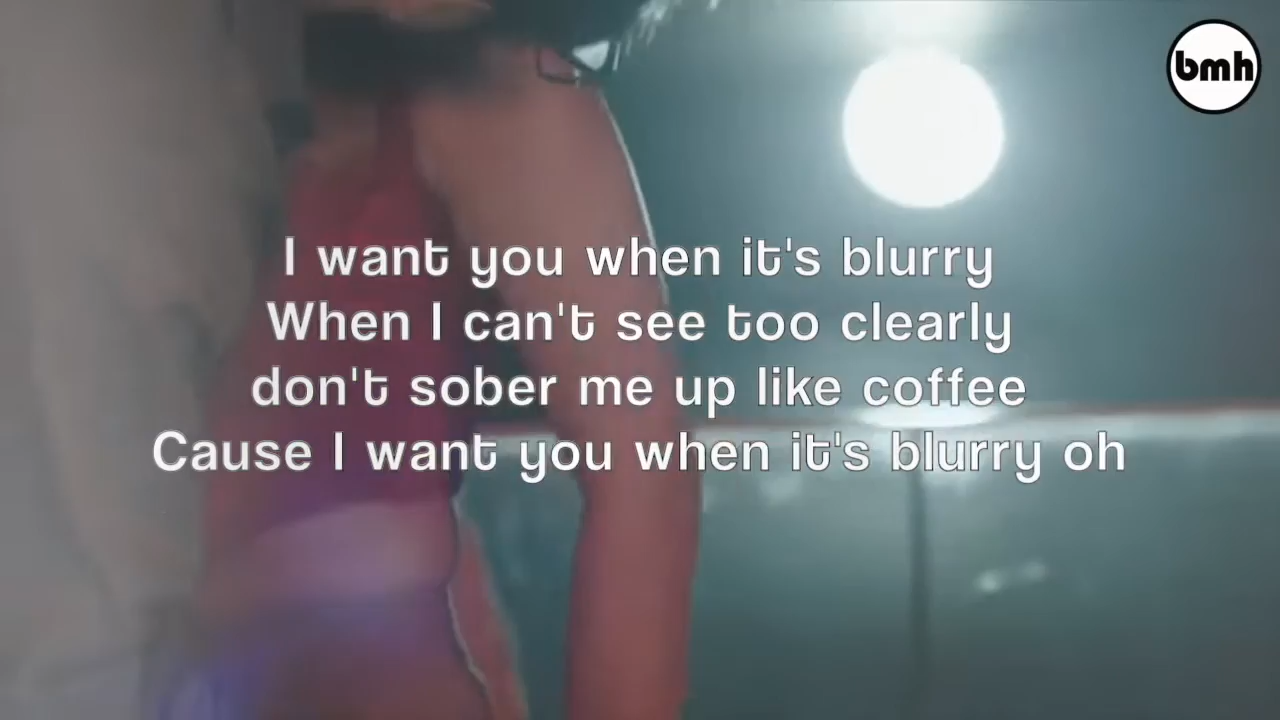 bmh
I want you when it's blurry
When I can't see too clearly
don't sober me up like coffee
Cause I want you when it's blurry oh